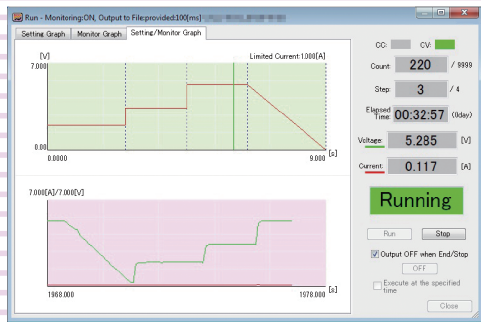 Run - Monitoring:ON, Output to File:provided:100[ms]
Setting Graph
Monitor Graph
Setting/Monitor Graph
[V]
Limited Current:1.000[A]
7.000
0.00
0.0000
9.000
[s]
7.000[A]/7.000[V]
1968.000
1978.000
[s]
CC:
CV:
Count:
220
/ 9999
Step:
3
/ 4
Elapsed
Time:
00:32:57
(0day)
Voltage:
5.285
[V]
Current:
0.117
[A]
Running
Run
Stop
Output OFF when End/Stop
OFF
Execute at the specified
time
Close